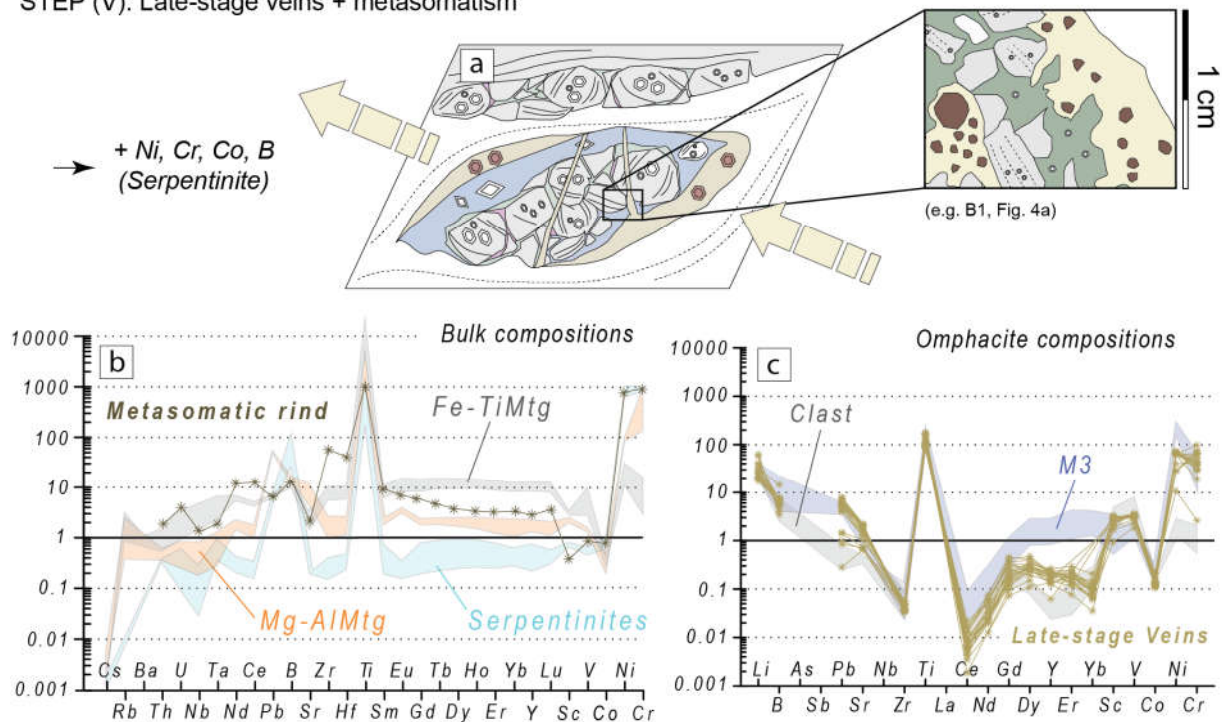 STEP (V): Late-stage veins + metasomatism
a
1 cm
+ Ni, Cr, Co, B
(Serpentinite)
(e.g. B1, Fig. 4a)
b
Bulk compositions
10000
1000
100
10
1
0.1
0.01
0.001
Metasomatic rind
Fe-TiMtg
Mg-AlMtg
Serpentinites
Cs Ba U Ta Ce B Zr Ti Eu Tb Ho Yb Lu V Ni
Rb Th Nb Nd Pb Sr Hf Sm Gd Dy Er Y Sc Co Cr
c
Omphacite compositions
10000
1000
100
10
1
0.1
0.01
0.001
Clast
M3
Late-stage Veins
Li As Pb Nb Ti Ce Gd Y Yb V Ni
B Sb Sr Zr La Nd Dy Er Sc Co Cr